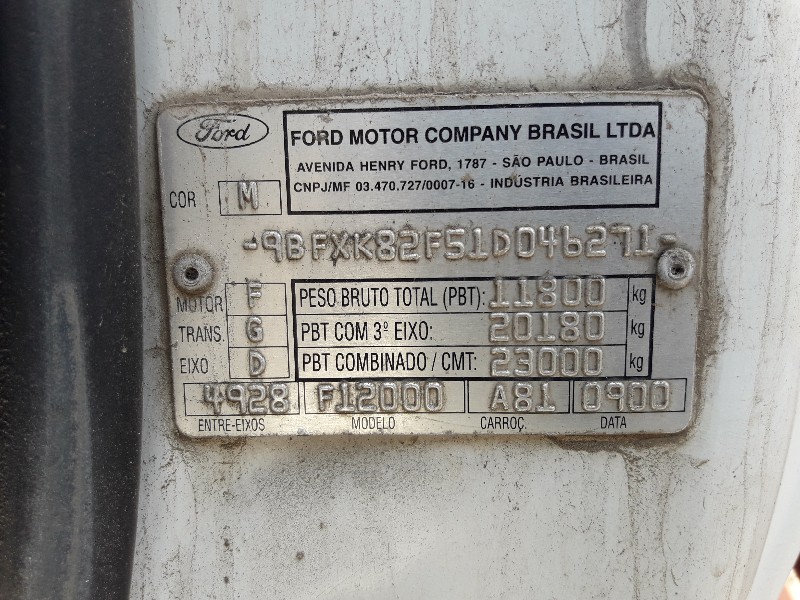 Ford
FORD MOTOR COMPANY BRASIL LTDA
AVENIDA HENRY FORD, 1787 - SÃO PAULO - BRASIL
CNPJ/MF 03.470.727/0007-16 - INDÚSTRIA BRASILEIRA
COR M
-9BFXK82F51D046271-
MOTOR F PESO BRUTO TOTAL (PBT): 11800 kg
TRANS. G PBT COM 3º EIXO: 20180 kg
EIXO D PBT COMBINADO / CMT: 23000 kg
4928 F12000 A81 0900
ENTRE-EIXOS MODELO CARROÇ. DATA